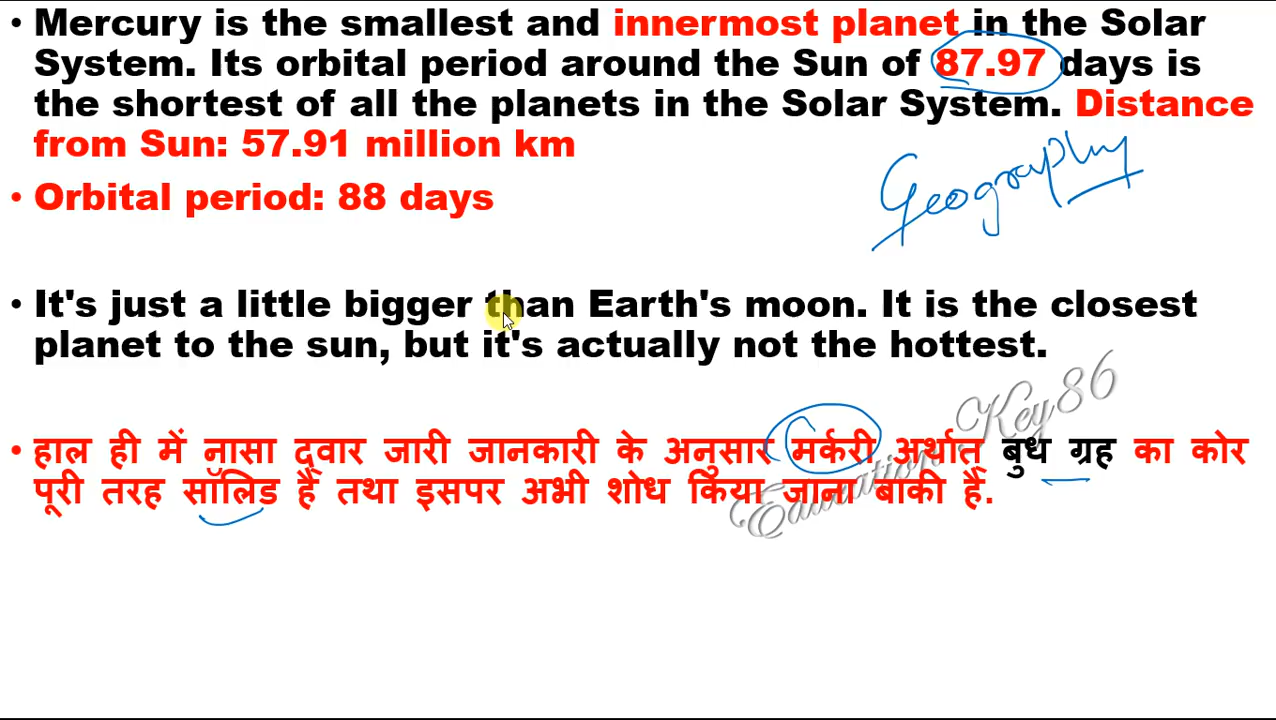 Mercury is the smallest and innermost planet in the Solar
System. Its orbital period around the Sun of 87.97 days is
the shortest of all the planets in the Solar System. Distance
from Sun: 57.91 million km
Geography
• Orbital period: 88 days
• It's just a little bigger than Earth's moon. It is the closest
planet to the sun, but it's actually not the hottest.
Education Key86
• हाल ही में नासा द्वार जारी जानकारी के अनुसार मर्करी अर्थात बुध ग्रह का कोर
पूरी तरह सॉलिड है तथा इसपर अभी शोध किया जाना बाकी है.